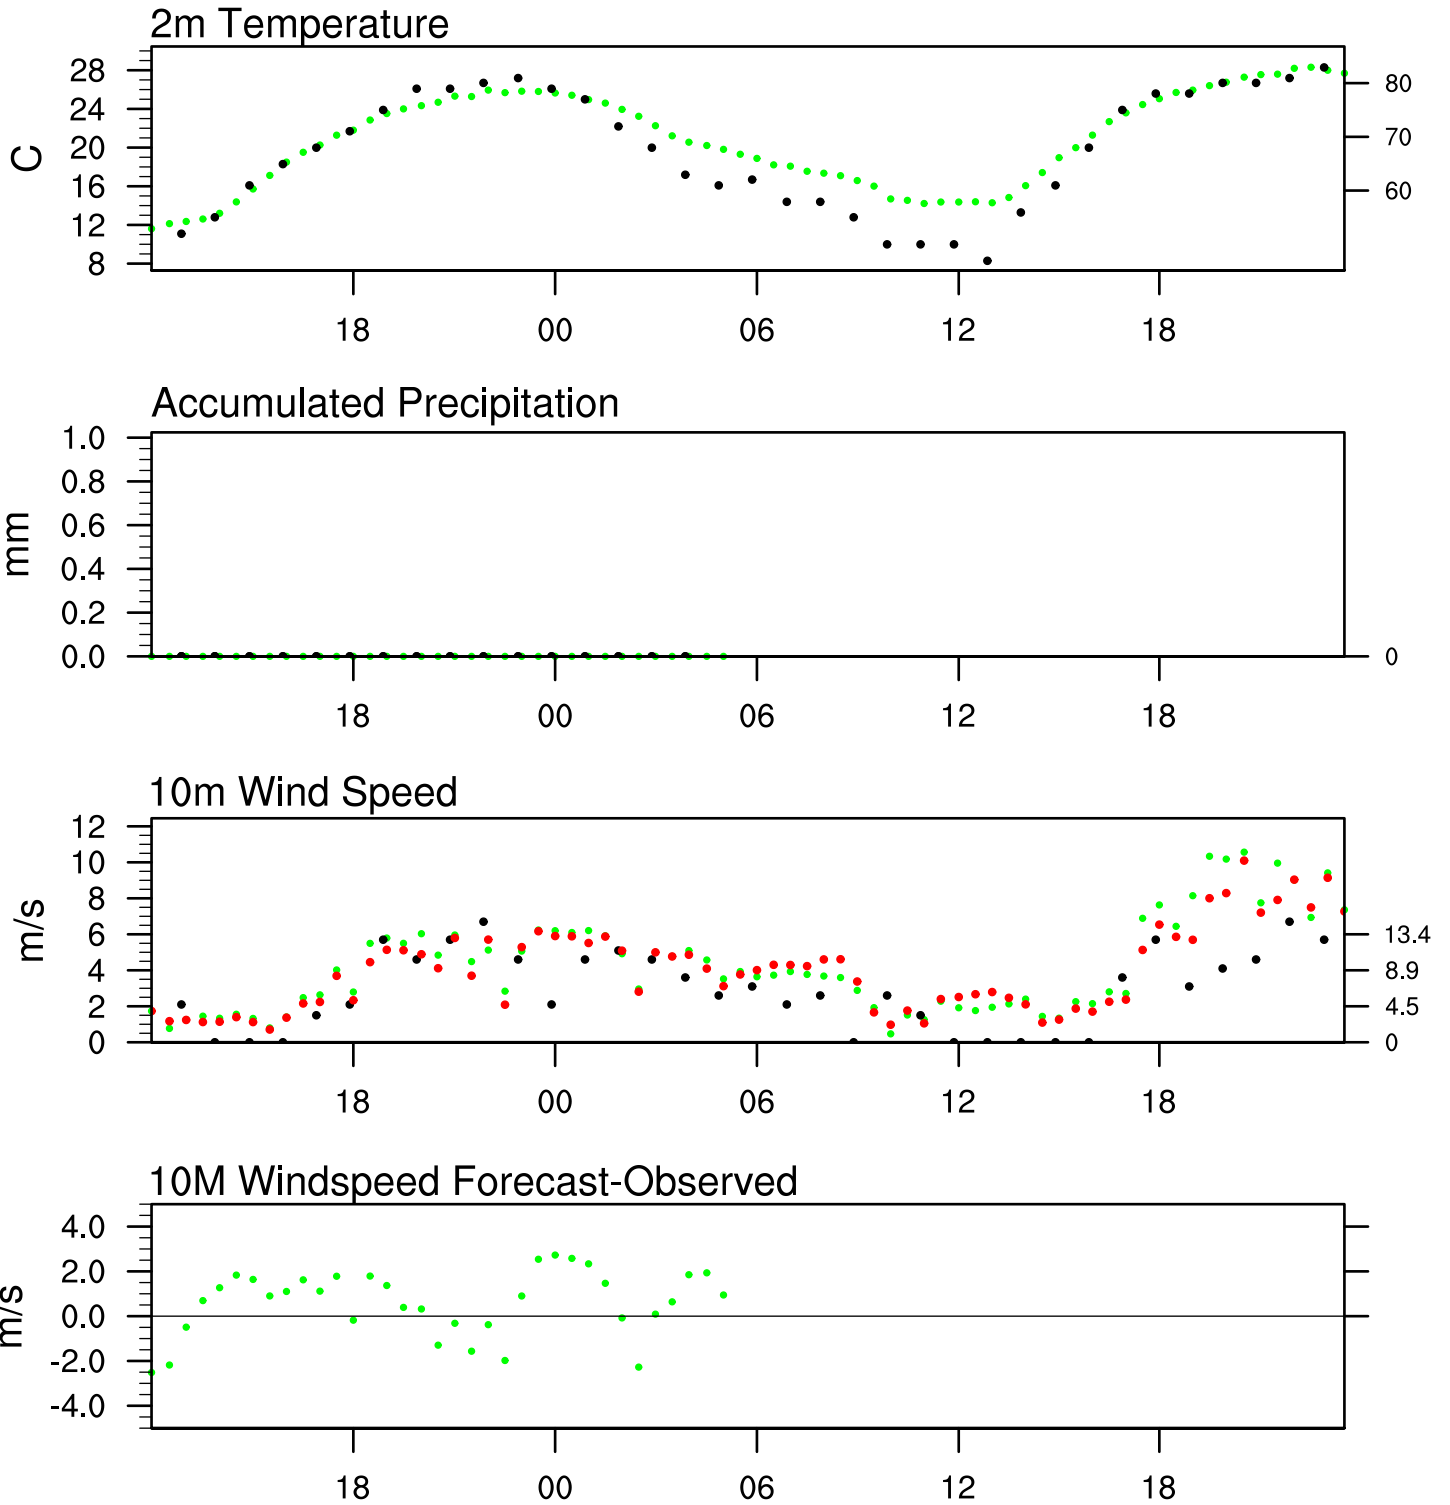 2m Temperature
28
24
20
16
12
8
C
80
70
60
18 00 06 12 18
Accumulated Precipitation
1.0
0.8
0.6
0.4
0.2
0.0
mm
0
18 00 06 12 18
10m Wind Speed
12
10
8
6
4
2
0
m/s
13.4
8.9
4.5
0
18 00 06 12 18
10M Windspeed Forecast-Observed
4.0
2.0
0.0
-2.0
-4.0
m/s
18 00 06 12 18